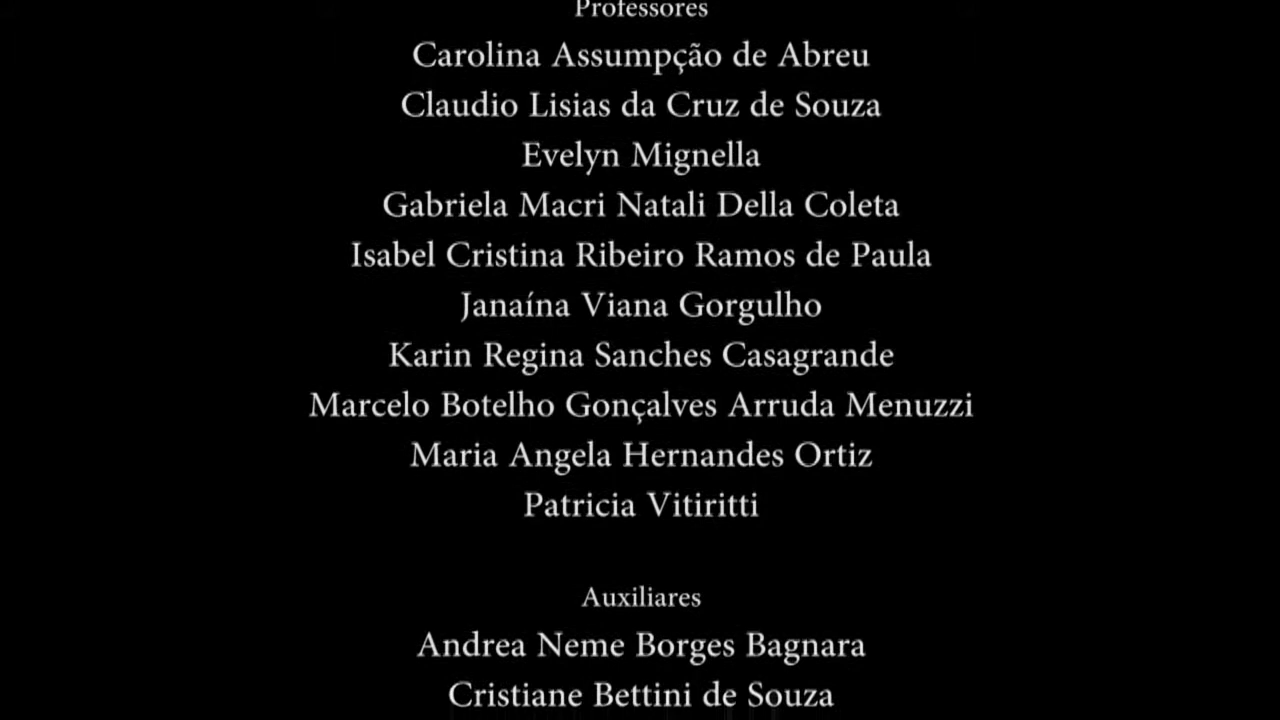 Professores
Carolina Assumpção de Abreu
Claudio Lisias da Cruz de Souza
Evelyn Mignella
Gabriela Macri Natali Della Coleta
Isabel Cristina Ribeiro Ramos de Paula
Janaína Viana Gorgulho
Karin Regina Sanches Casagrande
Marcelo Botelho Gonçalves Arruda Menuzzi
Maria Angela Hernandes Ortiz
Patricia Vitiritti
Auxiliares
Andrea Neme Borges Bagnara
Cristiane Bettini de Souza